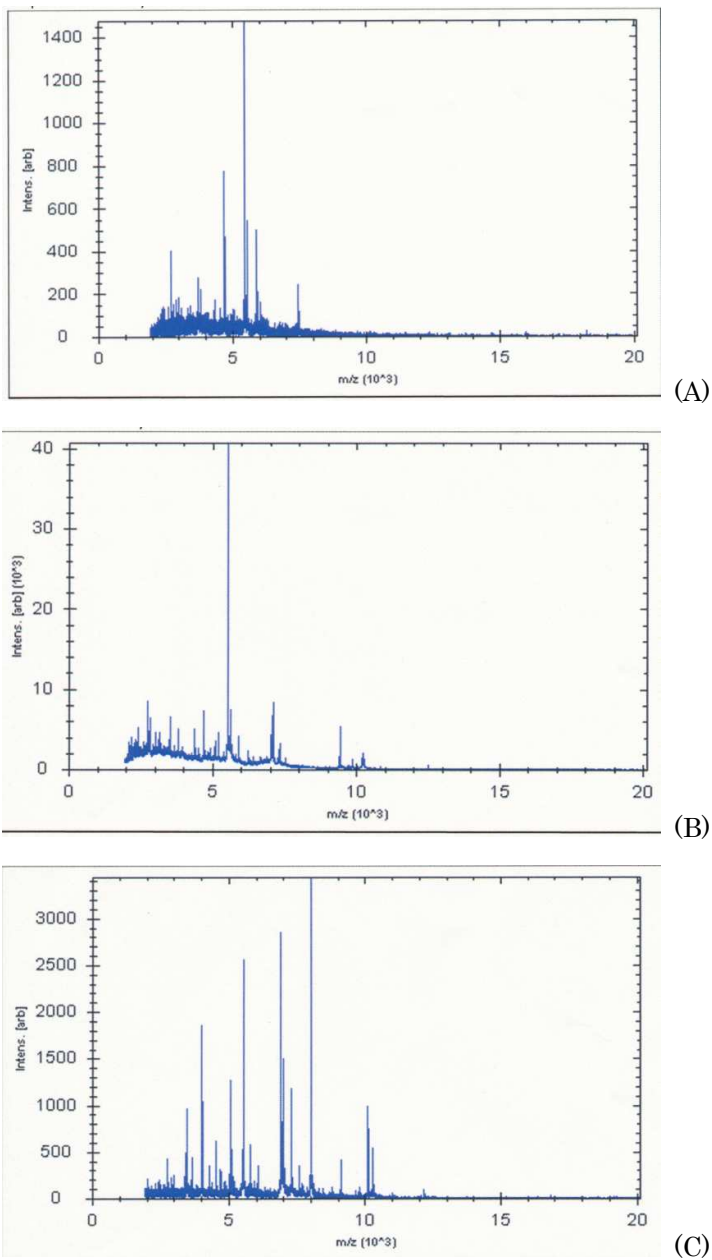 1400
1200
1000
800
600
400
200
0
Intens. [arb]
0 5 10 15 20
m/z (10^3)
(A)
40
30
20
10
0
Intens. [arb] (10^3)
0 5 10 15 20
m/z (10^3)
(B)
3000
2500
2000
1500
1000
500
0
Intens. [arb]
0 5 10 15 20
m/z (10^3)
(C)